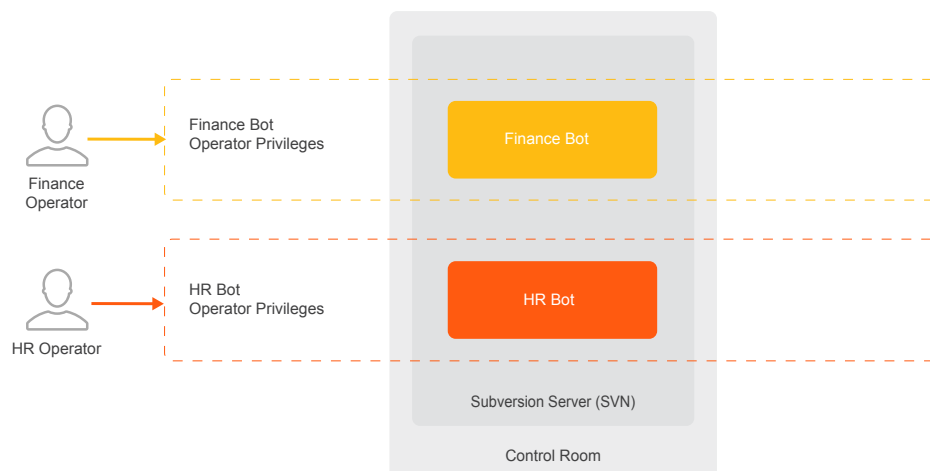 Finance Bot
Operator Privileges
Finance Bot
Finance
Operator
HR Bot
Operator Privileges
HR Bot
HR Operator
Subversion Server (SVN)
Control Room